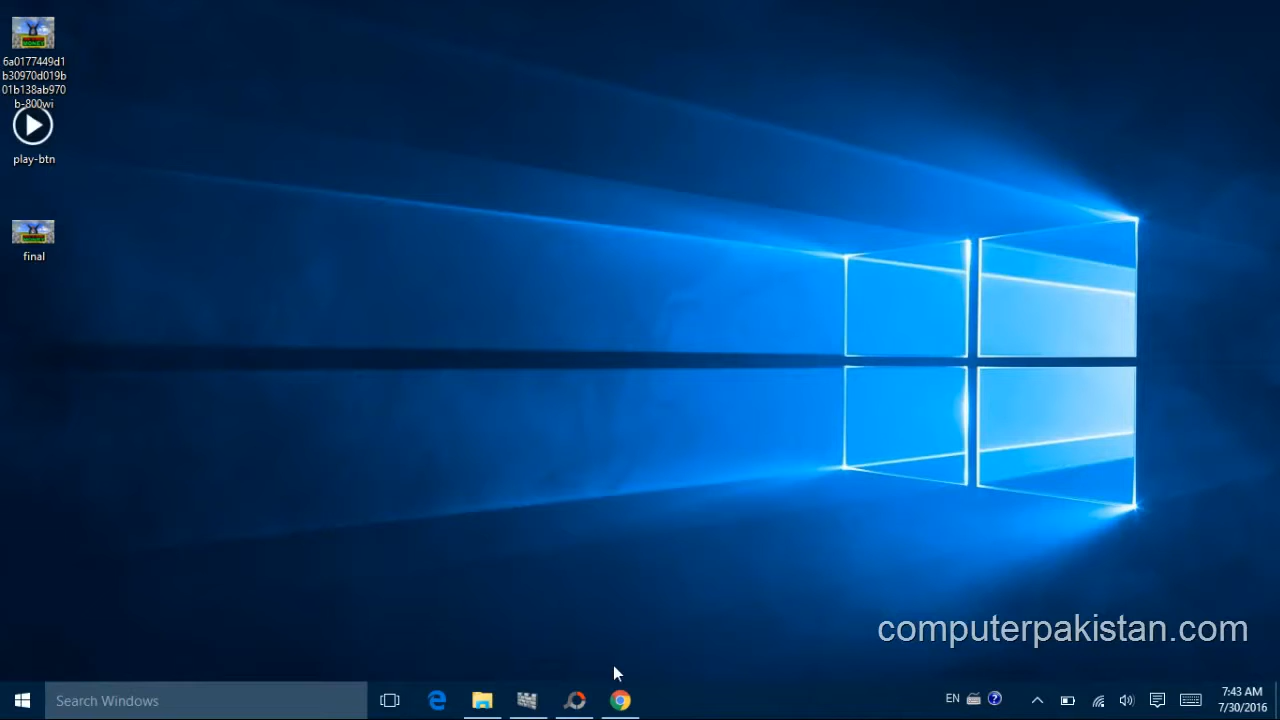 6a0177449d1
b30970d019b
01b138ab970
b-800wi
play-btn
final
computerpakistan.com
Search Windows
EN
7:43 AM
7/30/2016